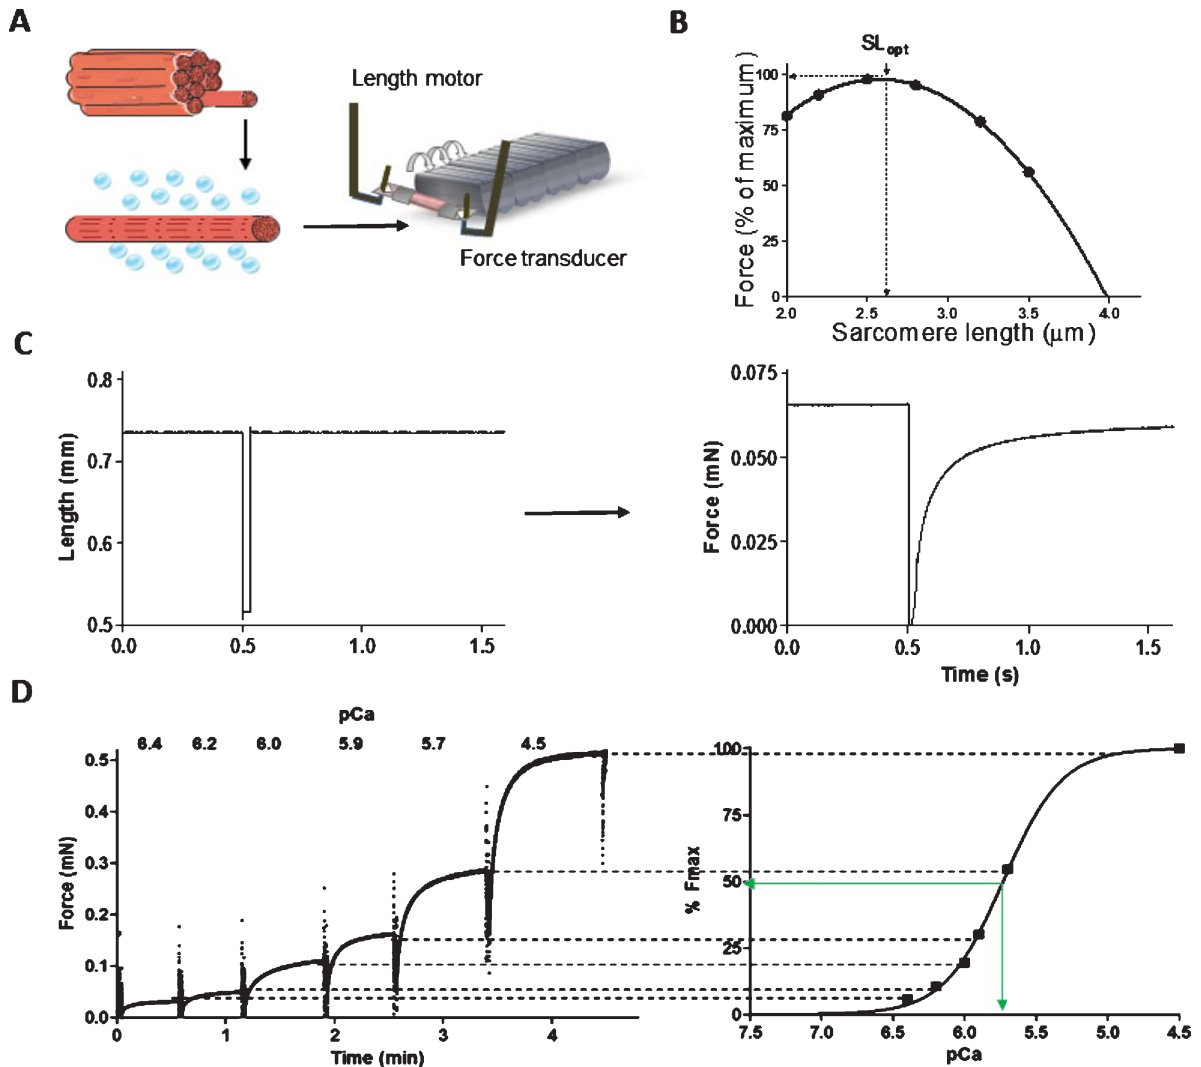 A
Length motor
Force transducer
B
SLopt
Force (% of maximum)
100
75
50
25
0
2.0 2.5 3.0 3.5 4.0
Sarcomere length (μm)
C
0.8
0.7
0.6
0.5
Length (mm)
0.0 0.5 1.0 1.5
0.075
0.050
0.025
0.000
Force (mN)
0.0 0.5 1.0 1.5
Time (s)
D
pCa
6.4 6.2 6.0 5.9 5.7 4.5
0.5
0.4
0.3
0.2
0.1
0.0
Force (mN)
0 1 2 3 4
Time (min)
100
75
50
25
0
% Fmax
7.5 7.0 6.5 6.0 5.5 5.0 4.5
pCa